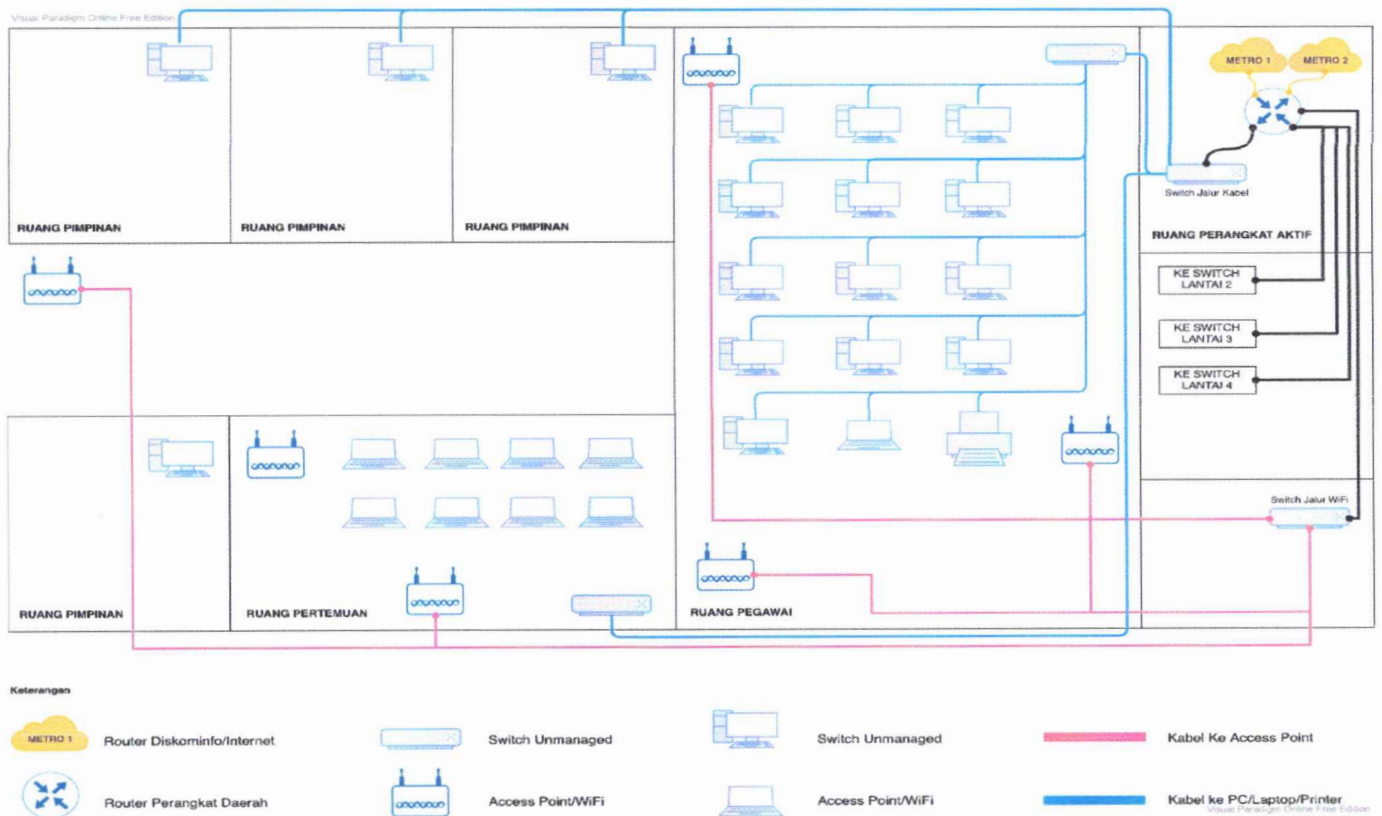 Visual Paradigm Online Free Edition
METRO 1
METRO 2
Switch Jalur Kabel
RUANG PIMPINAN
RUANG PIMPINAN
RUANG PIMPINAN
RUANG PERANGKAT AKTIF
KE SWITCH
LANTAI 2
KE SWITCH
LANTAI 3
KE SWITCH
LANTAI 4
Switch Jalur WiFi
RUANG PIMPINAN
RUANG PERTEMUAN
RUANG PEGAWAI
Keterangan
METRO 1
Router Diskominfo/Internet
Switch Unmanaged
Switch Unmanaged
Kabel Ke Access Point
Router Perangkat Daerah
Access Point/WiFi
Access Point/WiFi
Kabel ke PC/Laptop/Printer
Visual Paradigm Online Free Edition